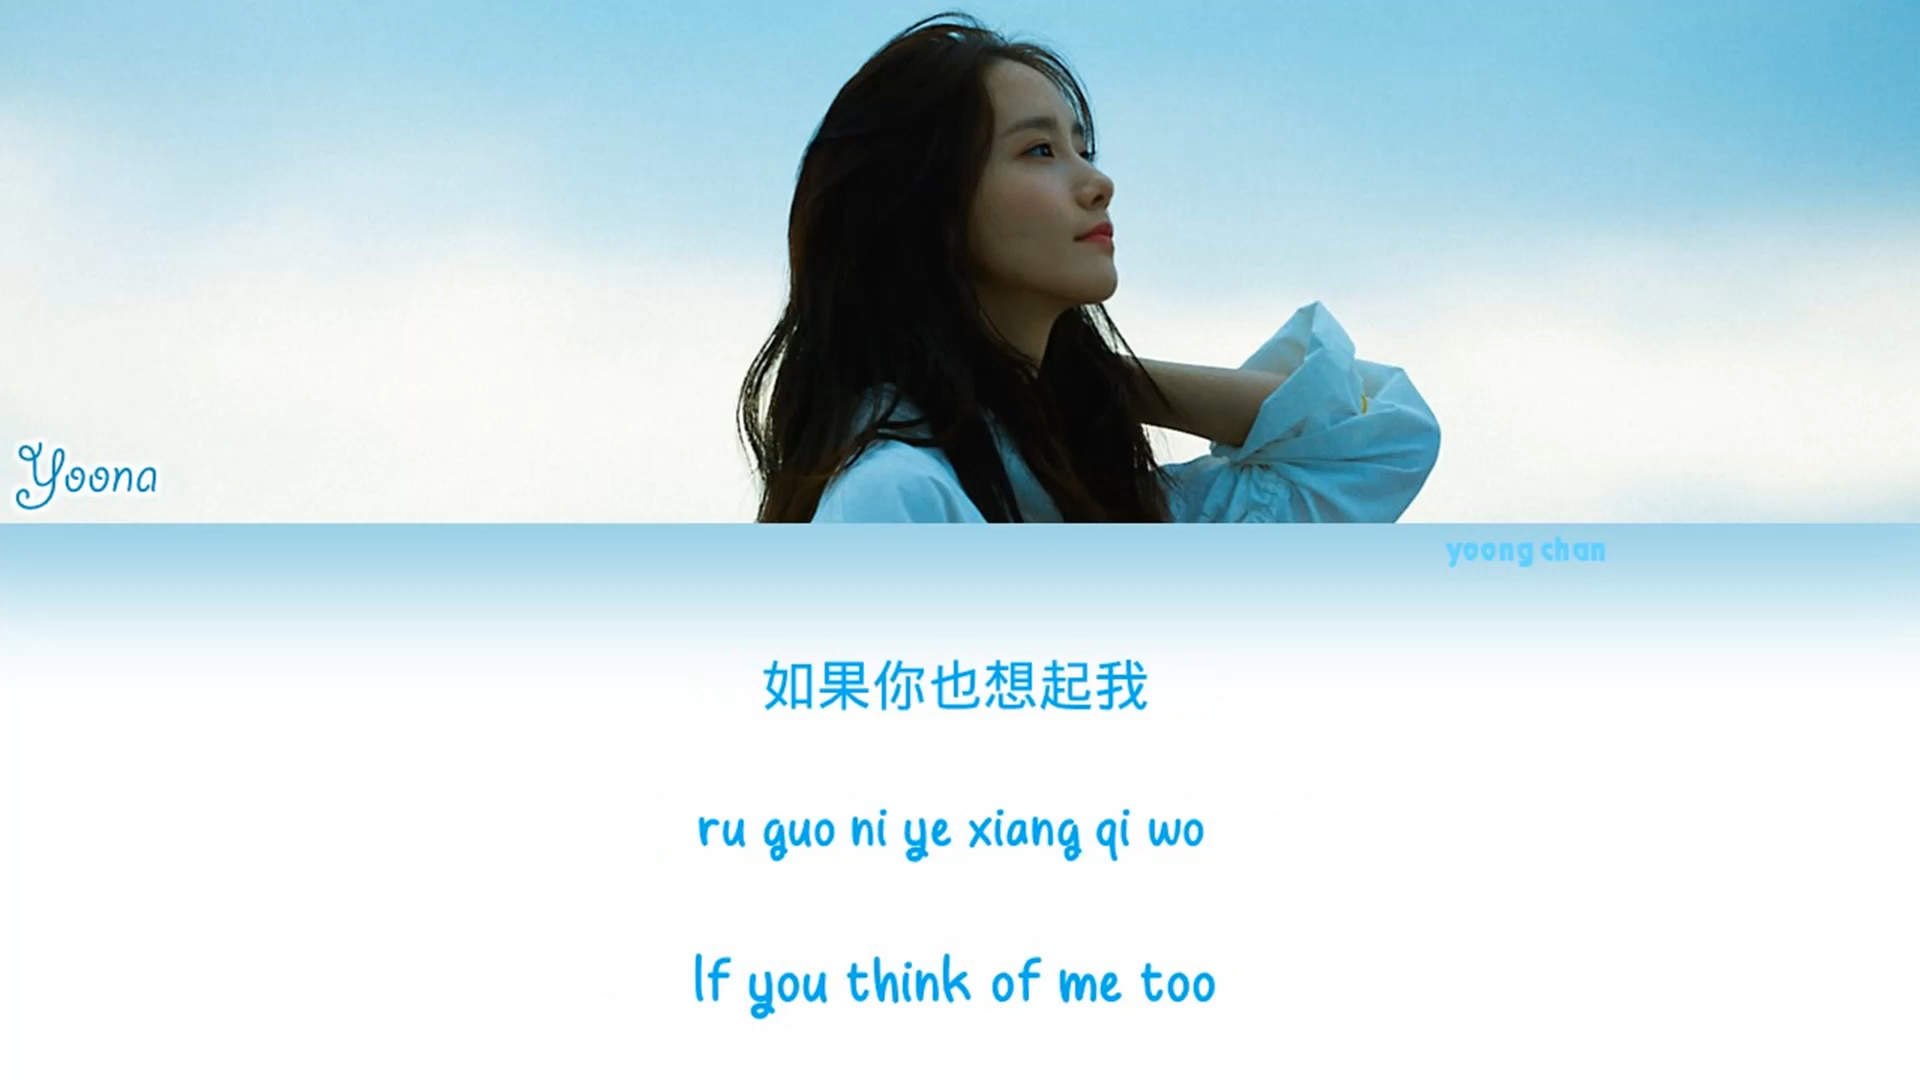 Yoona
yoong chan
如果你也想起我
ru guo ni ye xiang qi wo
If you think of me too